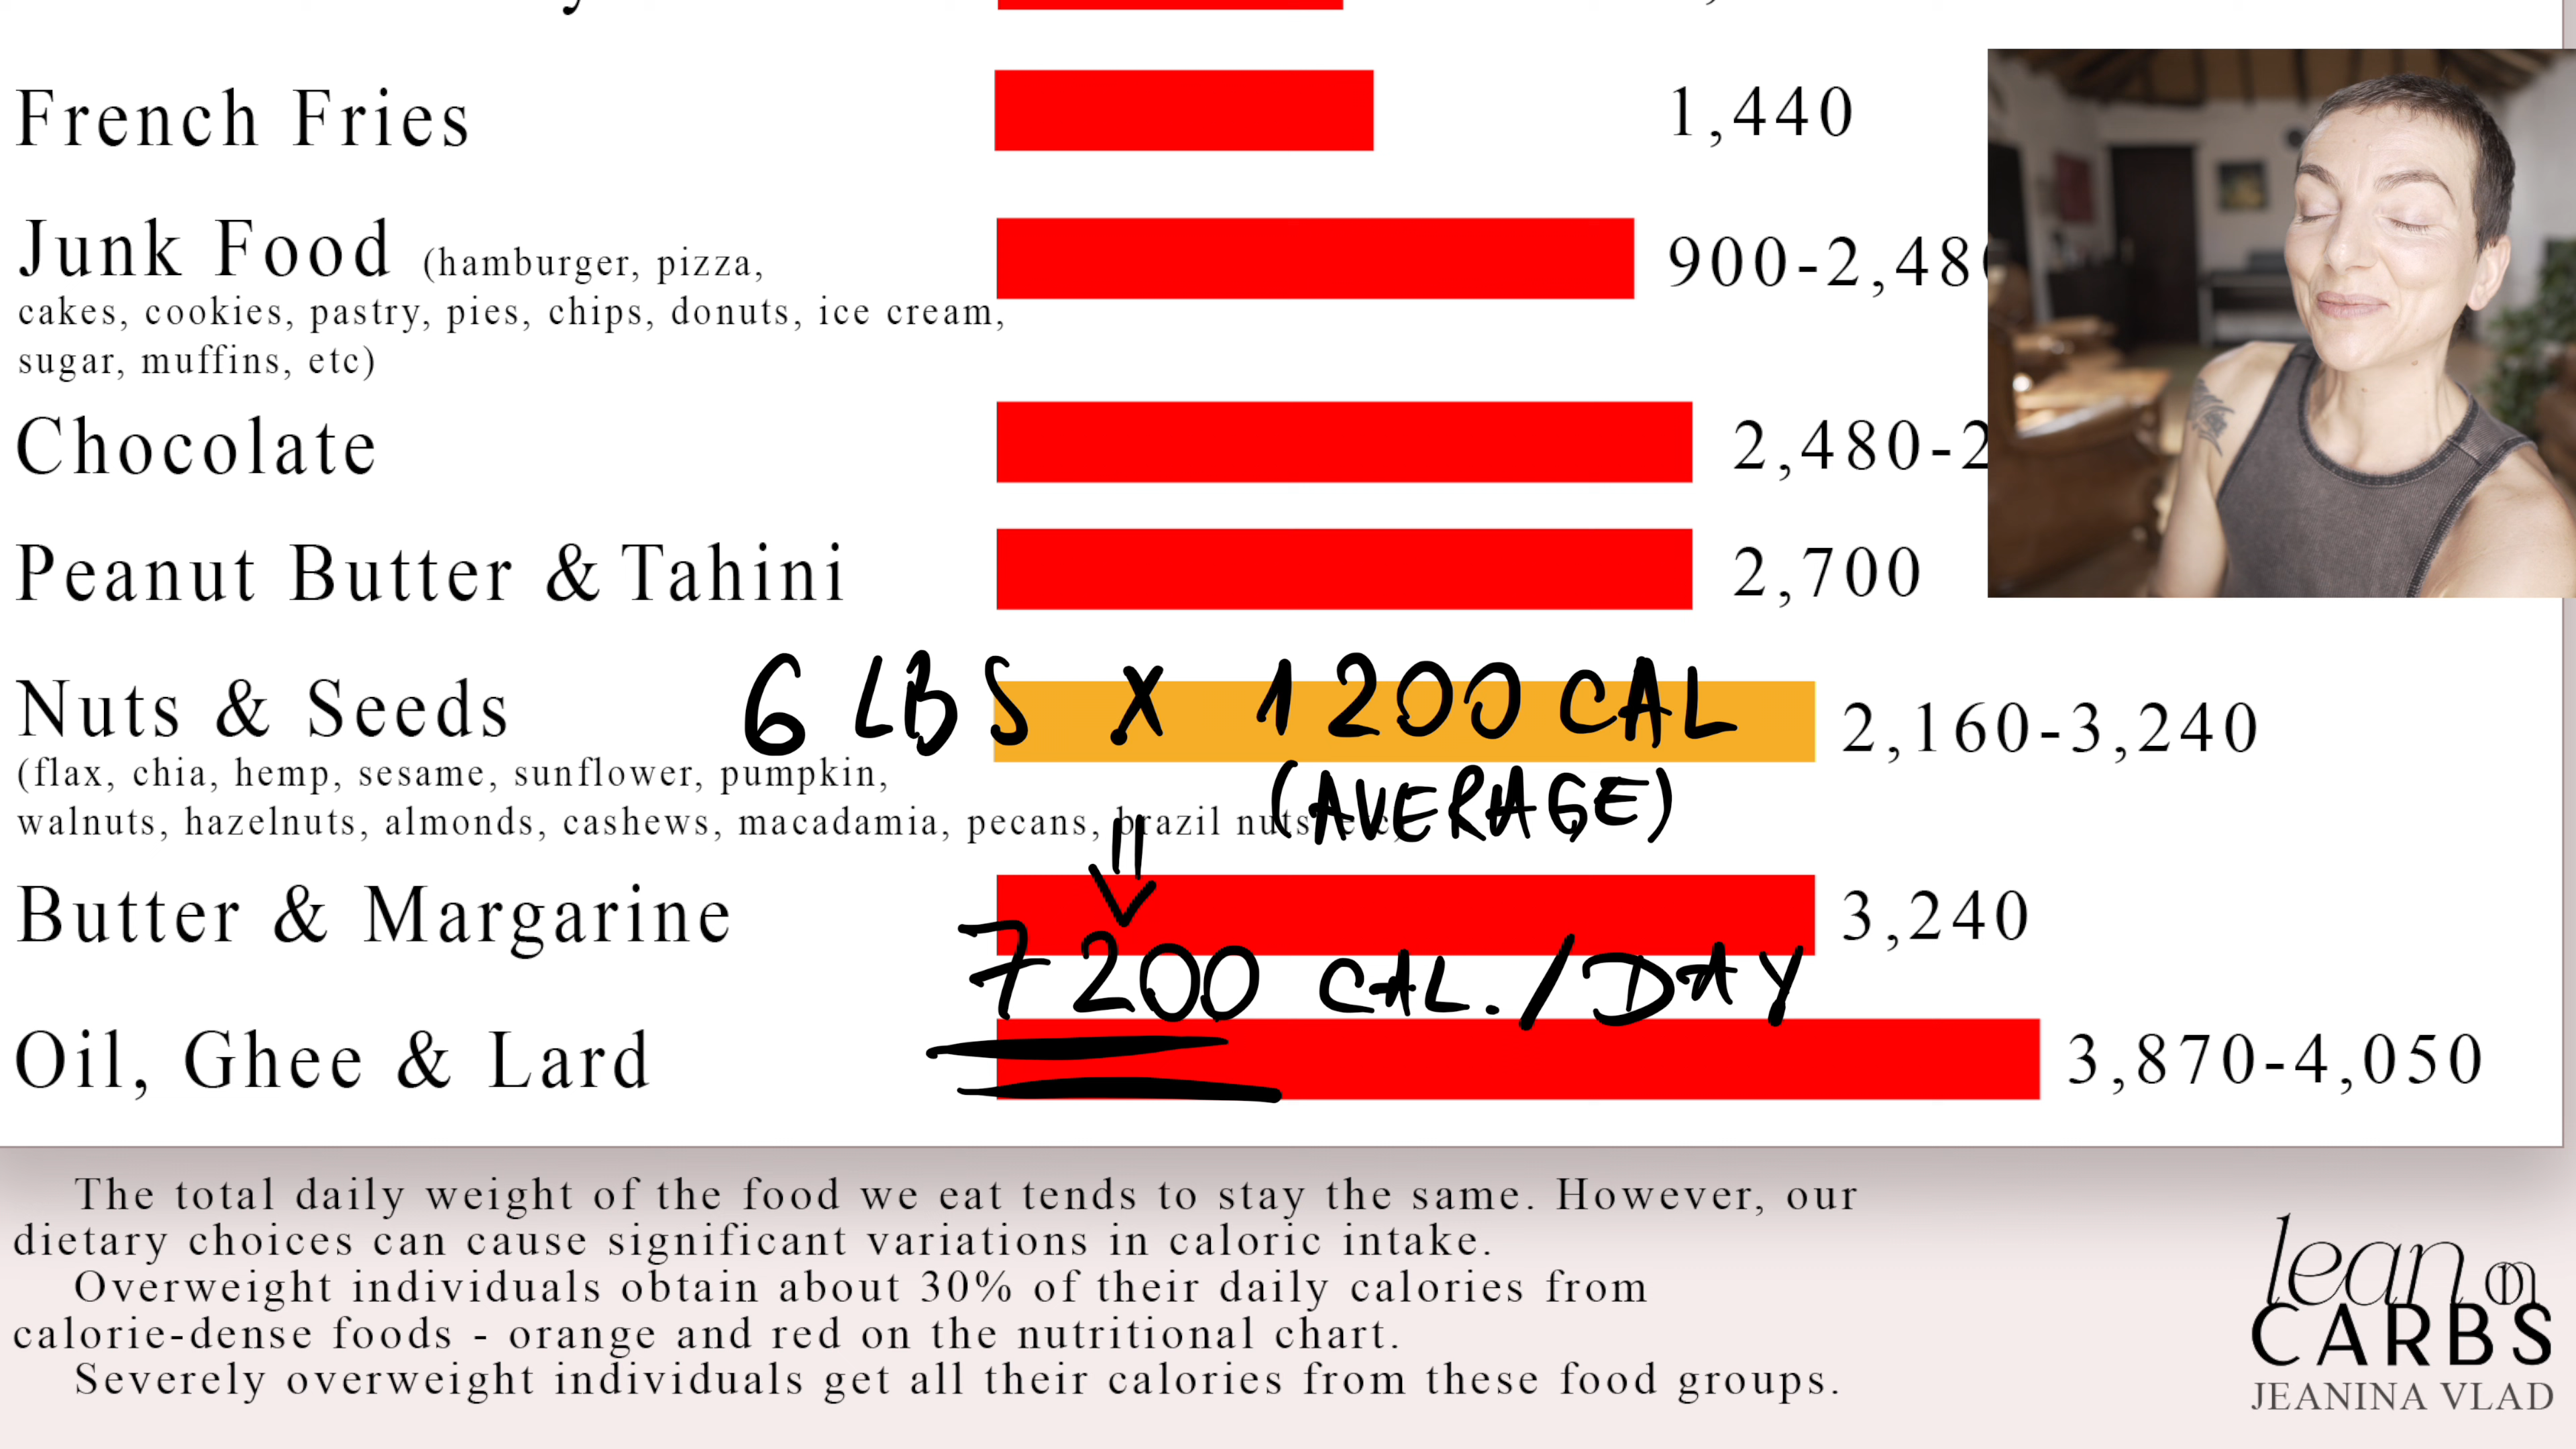 French Fries 1,440
Junk Food (hamburger, pizza,
cakes, cookies, pastry, pies, chips, donuts, ice cream,
sugar, muffins, etc)
900-2,480
Chocolate 2,480-2
Peanut Butter & Tahini 2,700
6 LBS X 1200 CAL
(AVERAGE)
Nuts & Seeds 2,160-3,240
(flax, chia, hemp, sesame, sunflower, pumpkin,
walnuts, hazelnuts, almonds, cashews, macadamia, pecans, brazil nuts
Butter & Margarine 3,240
7200 CAL./DAY
Oil, Ghee & Lard 3,870-4,050
The total daily weight of the food we eat tends to stay the same. However, our
dietary choices can cause significant variations in caloric intake.
Overweight individuals obtain about 30% of their daily calories from
calorie-dense foods - orange and red on the nutritional chart.
Severely overweight individuals get all their calories from these food groups.
lean on
CARBS
JEANINA VLAD